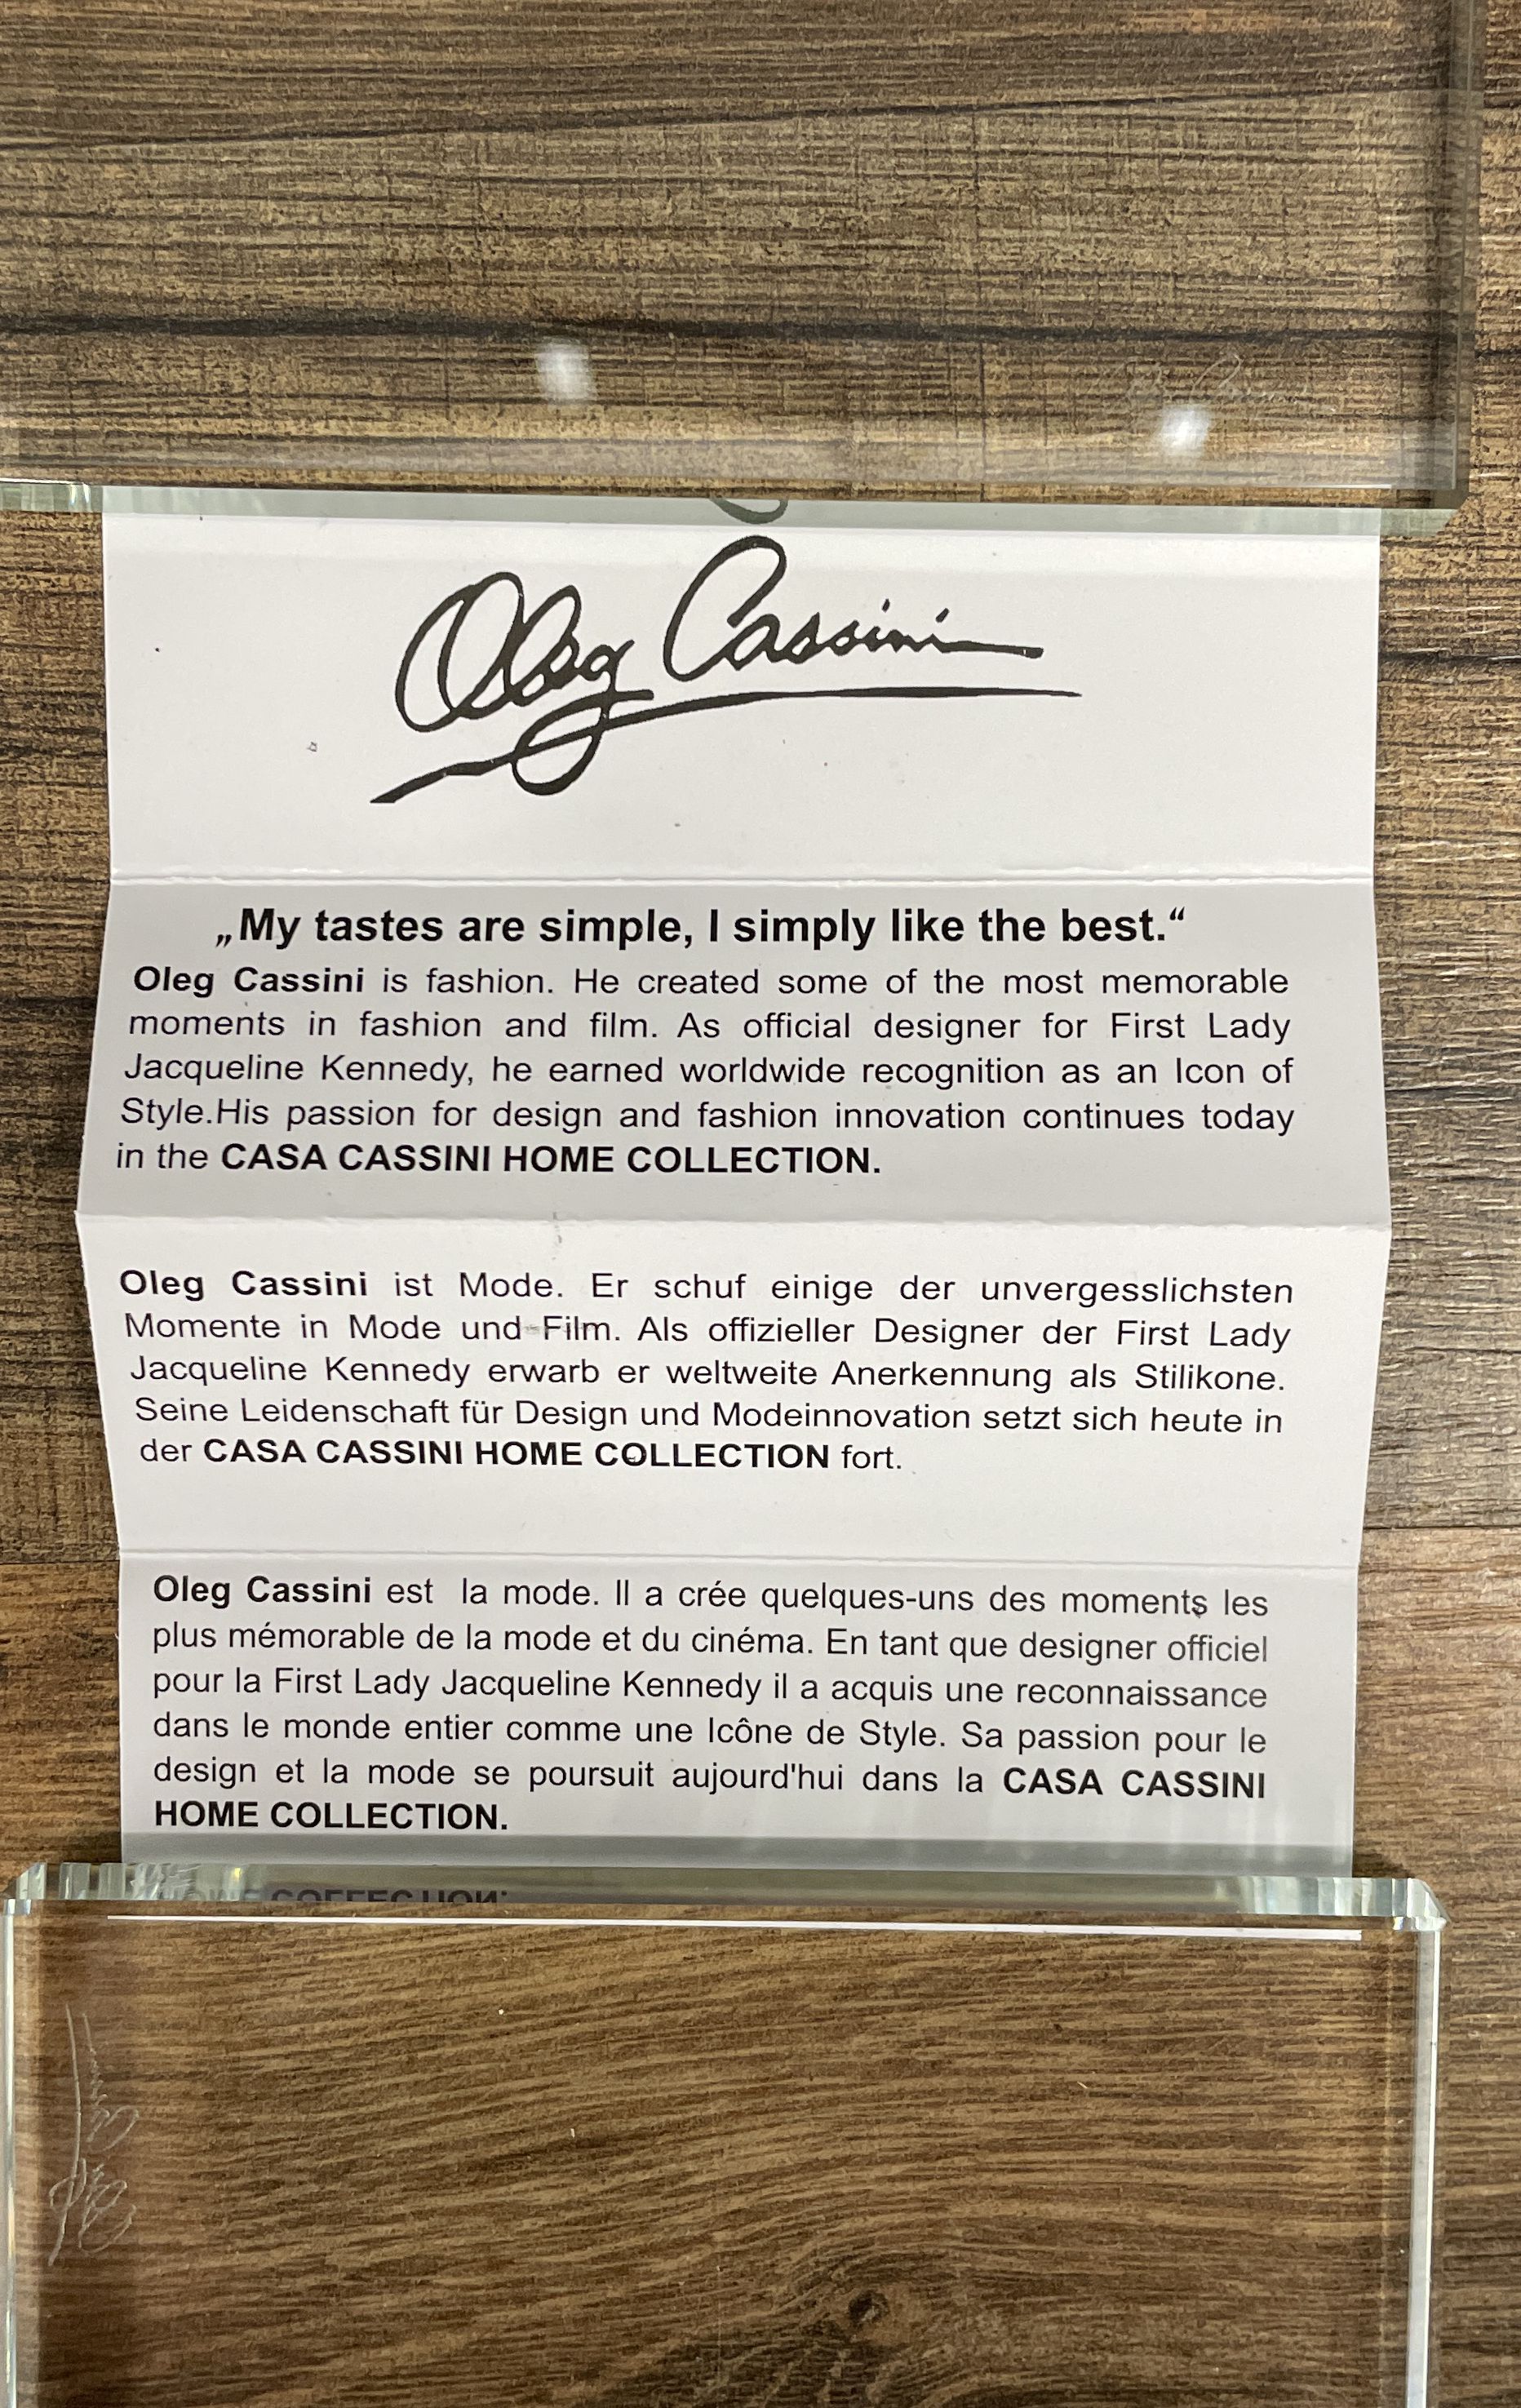 Oleg Cassini
„My tastes are simple, I simply like the best.“
Oleg Cassini is fashion. He created some of the most memorable
moments in fashion and film. As official designer for First Lady
Jacqueline Kennedy, he earned worldwide recognition as an Icon of
Style.His passion for design and fashion innovation continues today
in the CASA CASSINI HOME COLLECTION.
Oleg Cassini ist Mode. Er schuf einige der unvergesslichsten
Momente in Mode und Film. Als offizieller Designer der First Lady
Jacqueline Kennedy erwarb er weltweite Anerkennung als Stilikone.
Seine Leidenschaft für Design und Modeinnovation setzt sich heute in
der CASA CASSINI HOME COLLECTION fort.
Oleg Cassini est la mode. Il a crée quelques-uns des moments les
plus mémorable de la mode et du cinéma. En tant que designer officiel
pour la First Lady Jacqueline Kennedy il a acquis une reconnaissance
dans le monde entier comme une Icône de Style. Sa passion pour le
design et la mode se poursuit aujourd'hui dans la CASA CASSINI
HOME COLLECTION.